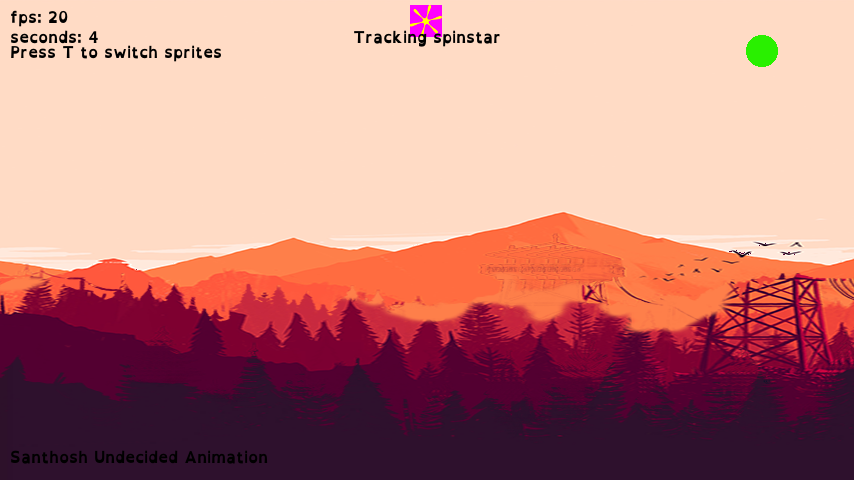 fps: 20
seconds: 4
Press T to switch sprites
Tracking spinstar
Santhosh Undecided Animation